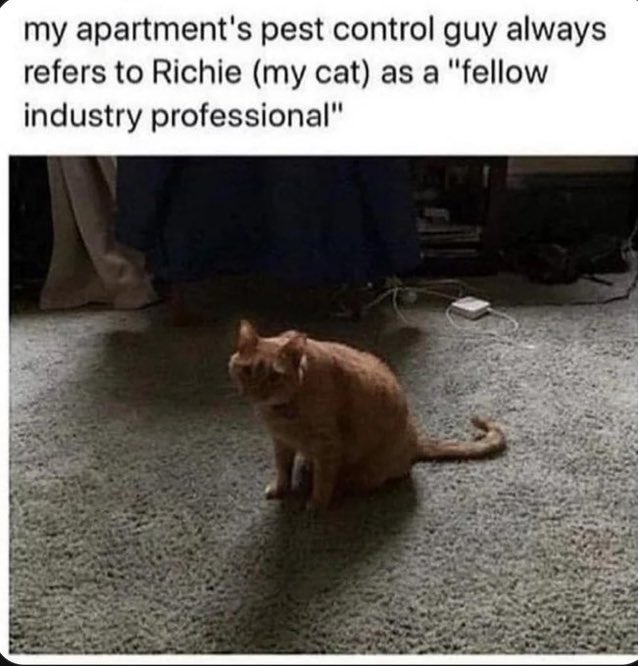 my apartment's pest control guy always
refers to Richie (my cat) as a "fellow
industry professional"